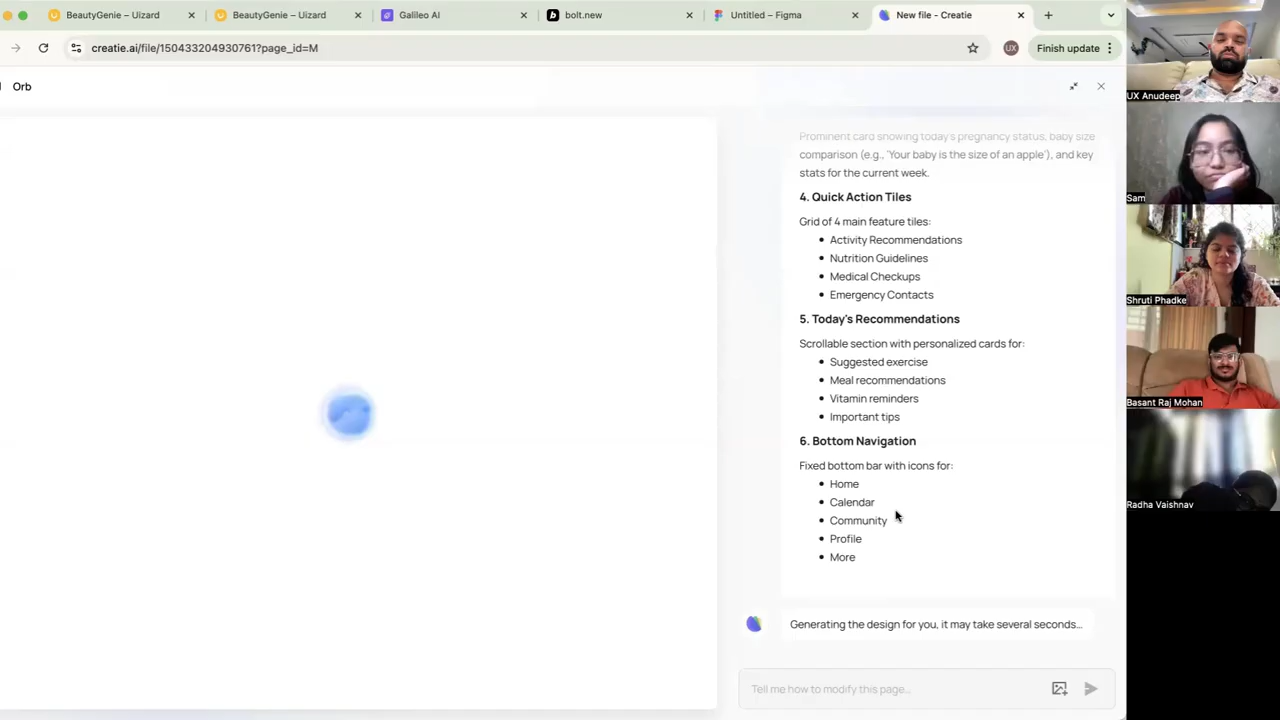 BeautyGenie – Uizard
BeautyGenie – Uizard
Galileo AI
bolt.new
Untitled – Figma
New file - Creatie
creatie.ai/file/150433204930761?page_id=M
UX
Finish update
Orb
Prominent card showing today's pregnancy status, baby size
comparison (e.g., 'Your baby is the size of an apple'), and key
stats for the current week.
4. Quick Action Tiles
Grid of 4 main feature tiles:
Activity Recommendations
Nutrition Guidelines
Medical Checkups
Emergency Contacts
5. Today's Recommendations
Scrollable section with personalized cards for:
Suggested exercise
Meal recommendations
Vitamin reminders
Important tips
6. Bottom Navigation
Fixed bottom bar with icons for:
Home
Calendar
Community
Profile
More
Generating the design for you, it may take several seconds...
Tell me how to modify this page...
UX Anudeep
Sam
Shruti Phadke
Basant Raj Mohan
Radha Vaishnav